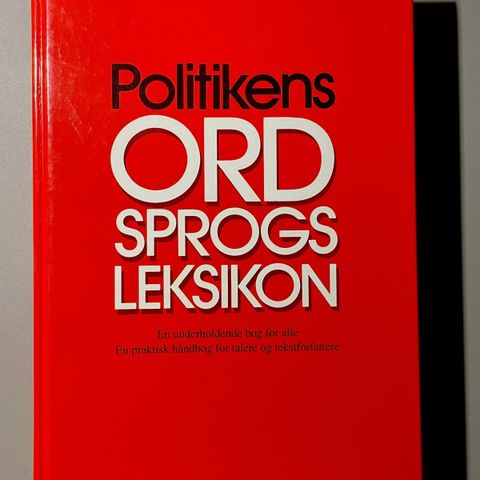 Politikens
ORD
SPROGS
LEKSIKON
En underholdende bog for alle
En praktisk håndbog for talere og tekstforfattere